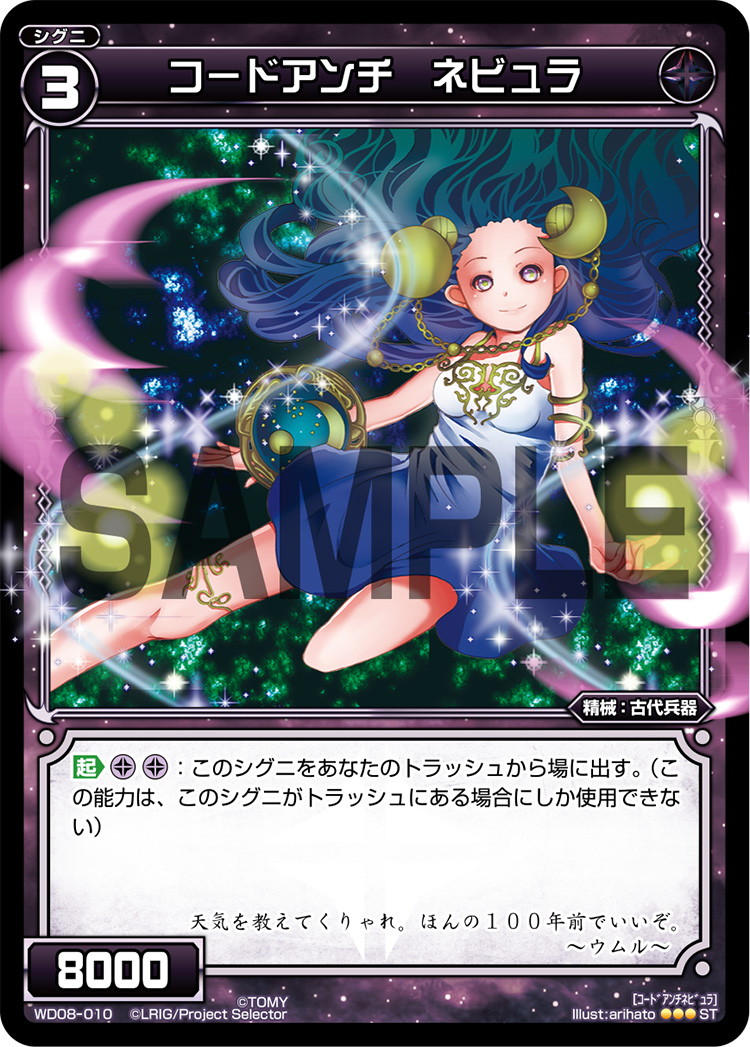 シグニ
3
コードアンチ ネビュラ
SAMPLE
精械:古代兵器
起 :このシグニをあなたのトラッシュから場に出す。(こ
の能力は、このシグニがトラッシュにある場合にしか使用できな
い)
天気を教えてくりゃれ。ほんの100年前でいいぞ。
~ウムル~
8000
©TOMY
WD08-010 ©LRIG/Project Selector
[コードアンチネビュラ]
Illust:arihato ST